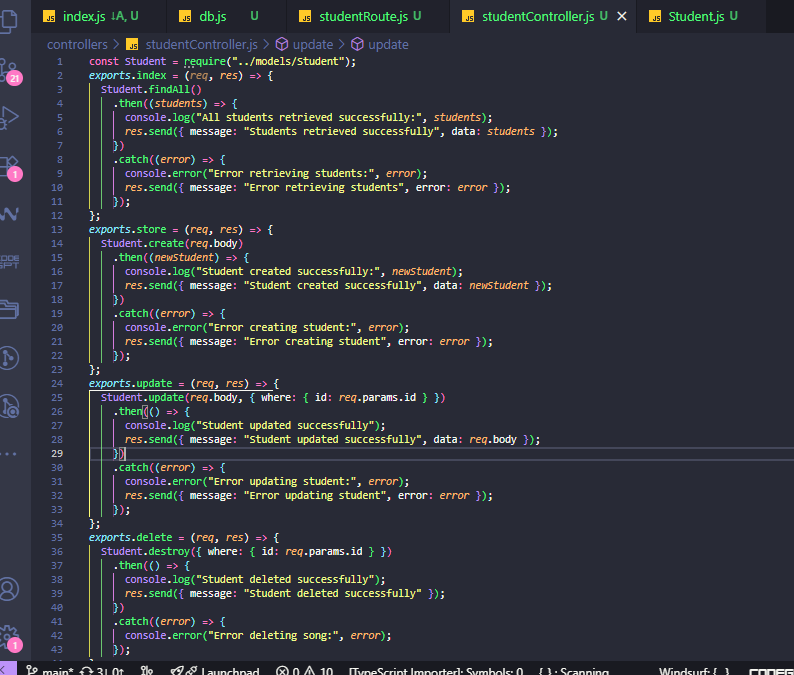 index.js ↓A, U
db.js U
studentRoute.js U
studentController.js U
Student.js U
controllers > studentController.js > update > update
1 const Student = require("../models/Student");
2 exports.index = (req, res) => {
3 Student.findAll()
4 .then((students) => {
5 console.log("All students retrieved successfully:", students);
6 res.send({ message: "Students retrieved successfully", data: students });
7 })
8 .catch((error) => {
9 console.error("Error retrieving students:", error);
10 res.send({ message: "Error retrieving students", error: error });
11 });
12 };
13 exports.store = (req, res) => {
14 Student.create(req.body)
15 .then((newStudent) => {
16 console.log("Student created successfully:", newStudent);
17 res.send({ message: "Student created successfully", data: newStudent });
18 })
19 .catch((error) => {
20 console.error("Error creating student:", error);
21 res.send({ message: "Error creating student", error: error });
22 });
23 };
24 exports.update = (req, res) => {
25 Student.update(req.body, { where: { id: req.params.id } })
26 .then(() => {
27 console.log("Student updated successfully");
28 res.send({ message: "Student updated successfully", data: req.body });
29 })
30 .catch((error) => {
31 console.error("Error updating student:", error);
32 res.send({ message: "Error updating student", error: error });
33 });
34 };
35 exports.delete = (req, res) => {
36 Student.destroy({ where: { id: req.params.id } })
37 .then(() => {
38 console.log("Student deleted successfully");
39 res.send({ message: "Student deleted successfully" });
40 })
41 .catch((error) => {
42 console.error("Error deleting song:", error);
43 });
21
1
1
main* 0↓ 0↑ Launchpad 0 10 [TypeScript Importer]: Symbols: 0 { } : Scanning Windsurf: { }